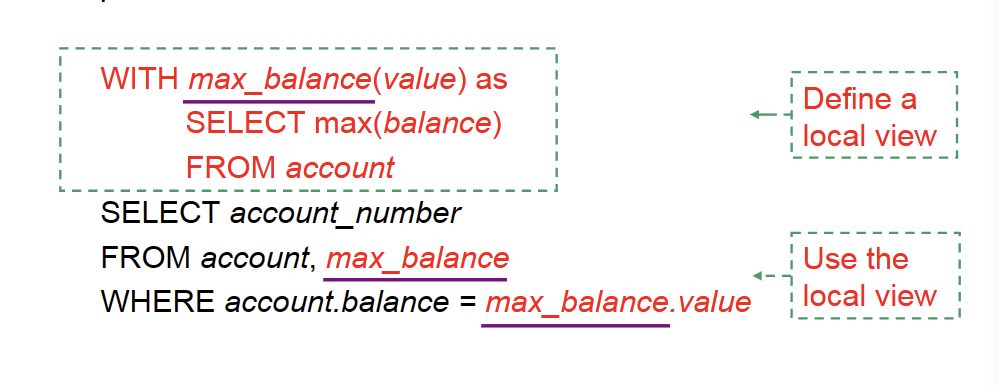 WITH max_balance(value) as
SELECT max(balance)
FROM account
Define a
local view
SELECT account_number
FROM account, max_balance
WHERE account.balance = max_balance.value
Use the
local view